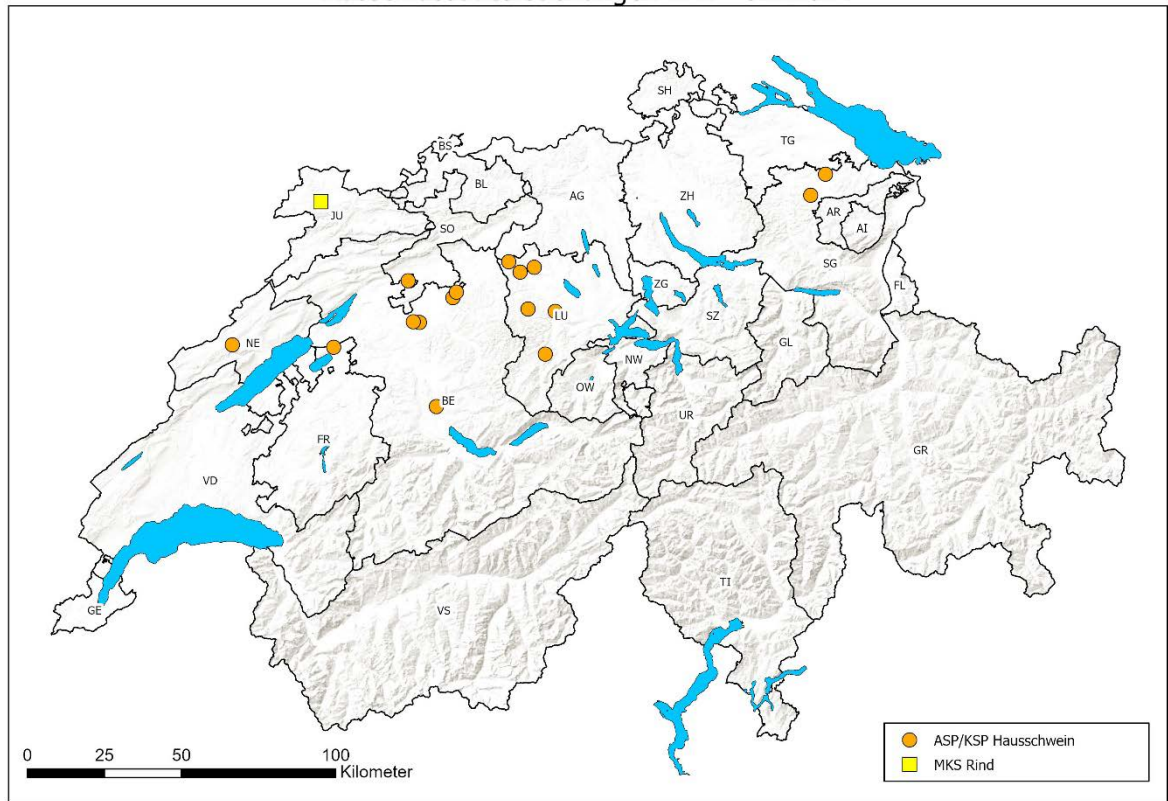 SH
TG
BS
BL
AG
ZH
JU
AR
AI
SO
SG
ZG
FL
LU
SZ
NE
GL
NW
OW
BE
UR
FR
GR
VD
TI
GE
VS
0 25 50 100
Kilometer
ASP/KSP Hausschwein
MKS Rind